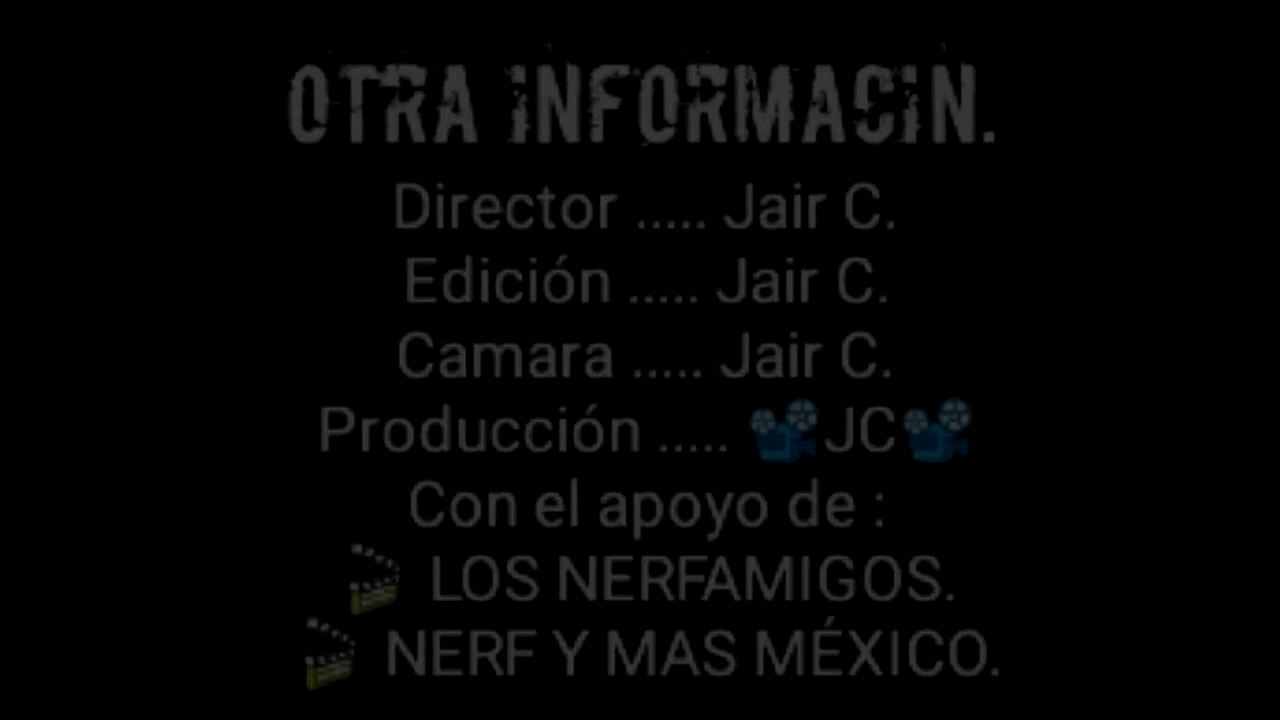 OTRA INFORMACIN.
Director ..... Jair C.
Edición ..... Jair C.
Camara ..... Jair C.
Producción ..... 📽JC📽
Con el apoyo de :
🎬 LOS NERFAMIGOS.
🎬 NERF Y MAS MÉXICO.